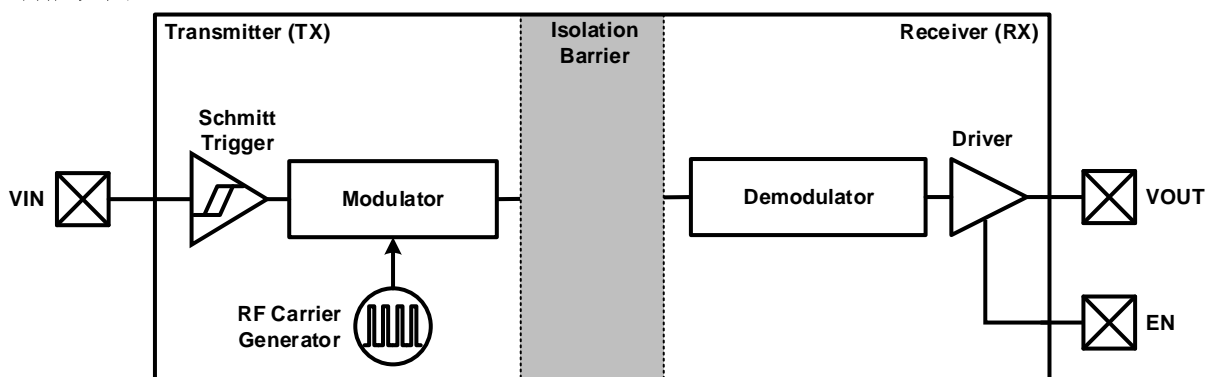 Transmitter (TX)
Isolation
Barrier
Receiver (RX)
Schmitt
Trigger
Driver
VIN
Modulator
Demodulator
VOUT
RF Carrier
Generator
EN